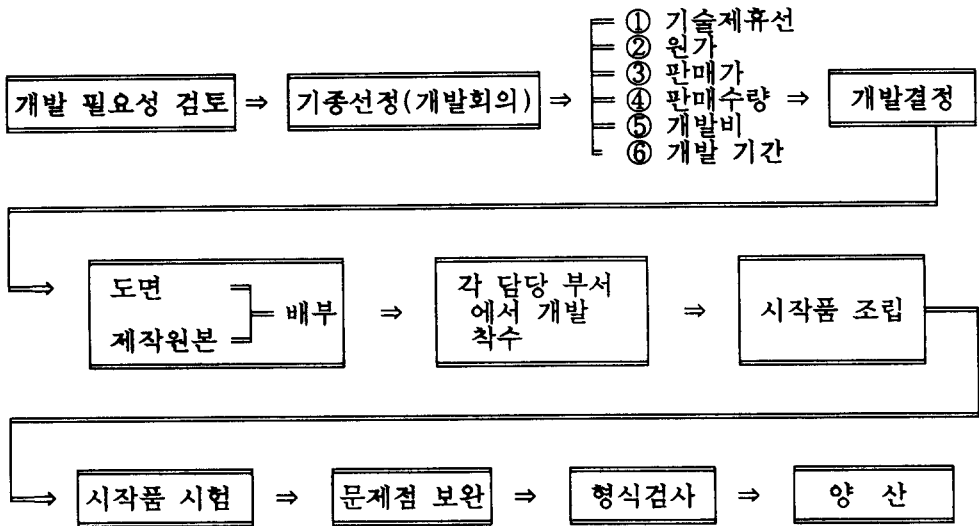 ① 기술제휴선
② 원가
③ 판매가
개발 필요성 검토 ⇒ 기종선정(개발회의) ⇒ ④ 판매수량 ⇒ 개발결정
⑤ 개발비
⑥ 개발 기간
도면
제작원본
배부 ⇒
각 담당 부서
에서 개발
착수
⇒ 시작품 조립
시작품 시험 ⇒ 문제점 보완 ⇒ 형식검사 ⇒ 양 산